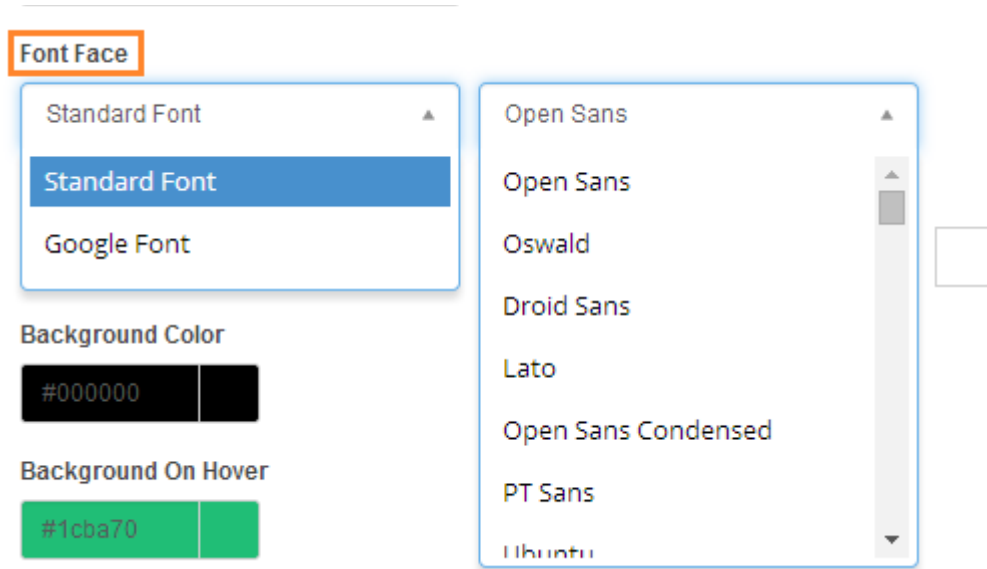 Font Face
Standard Font
Standard Font
Google Font
Open Sans
Open Sans
Oswald
Droid Sans
Lato
Open Sans Condensed
PT Sans
Ubuntu
Background Color
#000000
Background On Hover
#1cba70